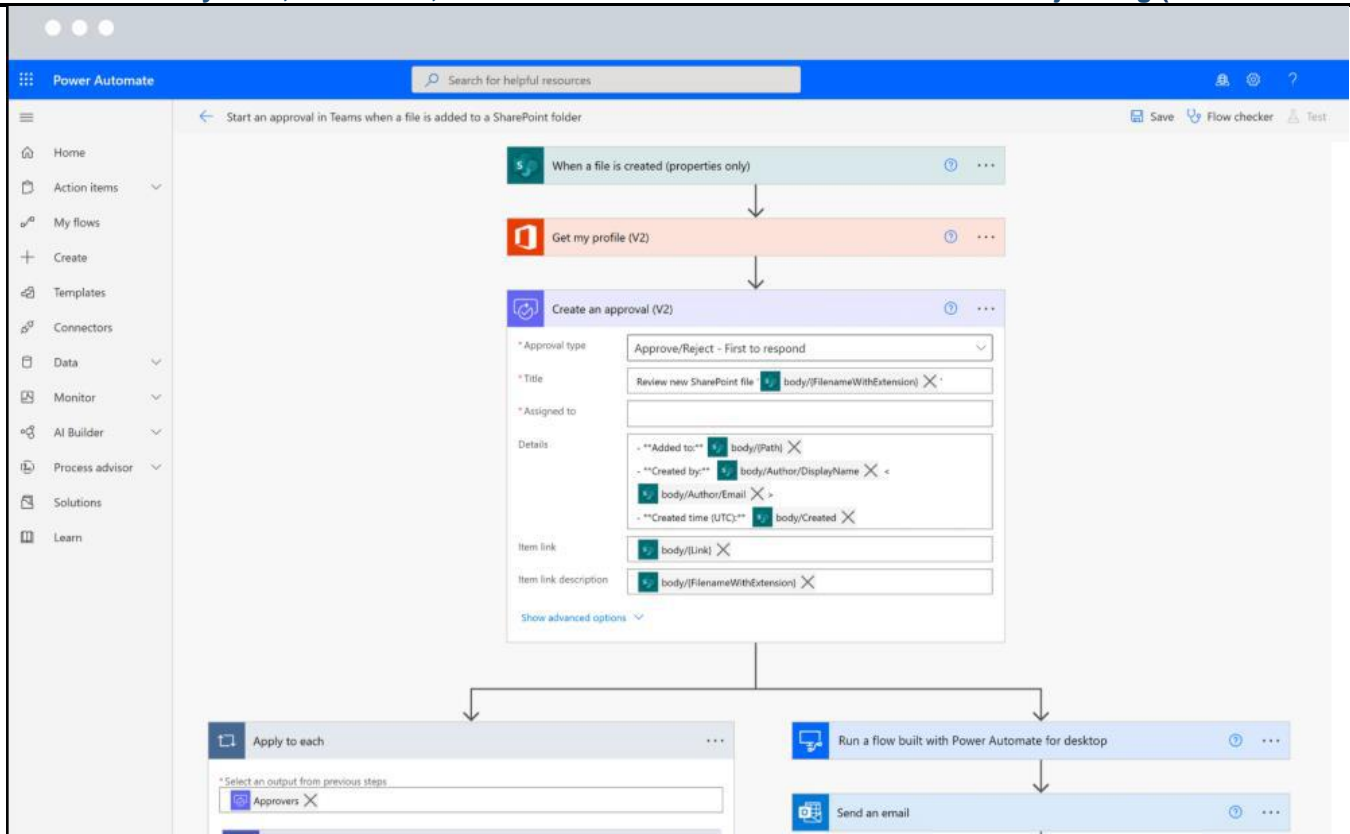 Power Automate
Search for helpful resources
?
Start an approval in Teams when a file is added to a SharePoint folder
Save
Flow checker
Test
Home
Action items
My flows
Create
Templates
Connectors
Data
Monitor
AI Builder
Process advisor
Solutions
Learn
When a file is created (properties only)
Get my profile (V2)
Create an approval (V2)
* Approval type
Approve/Reject - First to respond
* Title
Review new SharePoint file ' body/{FilenameWithExtension} '
* Assigned to
Details
- **Added to:** body/{Path}
- **Created by:** body/Author/DisplayName <
body/Author/Email >
- **Created time (UTC):** body/Created
Item link
body/{Link}
Item link description
body/{FilenameWithExtension}
Show advanced options
Apply to each
* Select an output from previous steps
Approvers
Run a flow built with Power Automate for desktop
Send an email